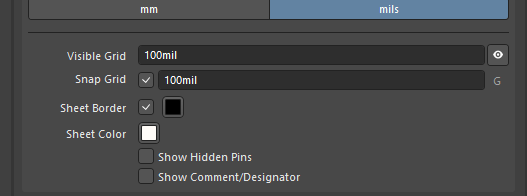 mm mils
Visible Grid 100mil
Snap Grid 100mil G
Sheet Border
Sheet Color
Show Hidden Pins
Show Comment/Designator